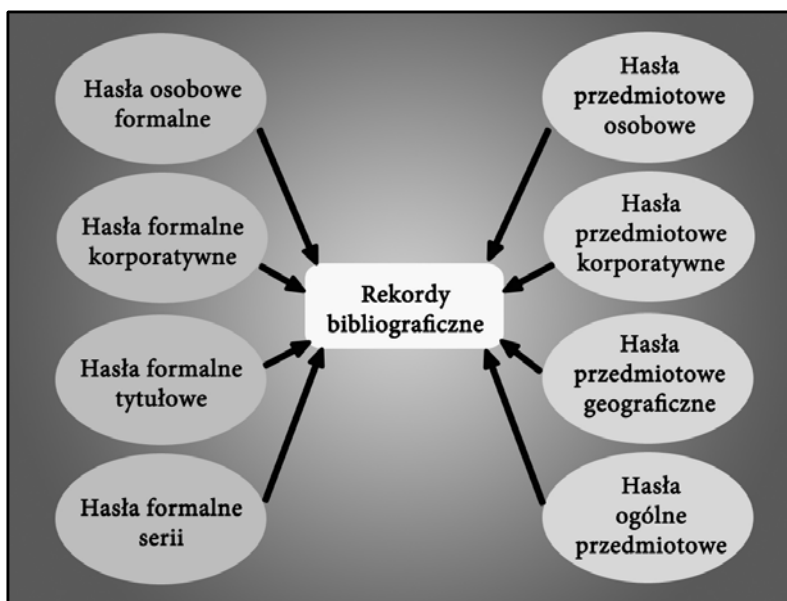 Hasła osobowe
formalne
Hasła formalne
korporatywne
Hasła formalne
tytułowe
Hasła formalne
serii
Rekordy
bibliograficzne
Hasła
przedmiotowe
osobowe
Hasła
przedmiotowe
korporatywne
Hasła
przedmiotowe
geograficzne
Hasła
ogólne
przedmiotowe